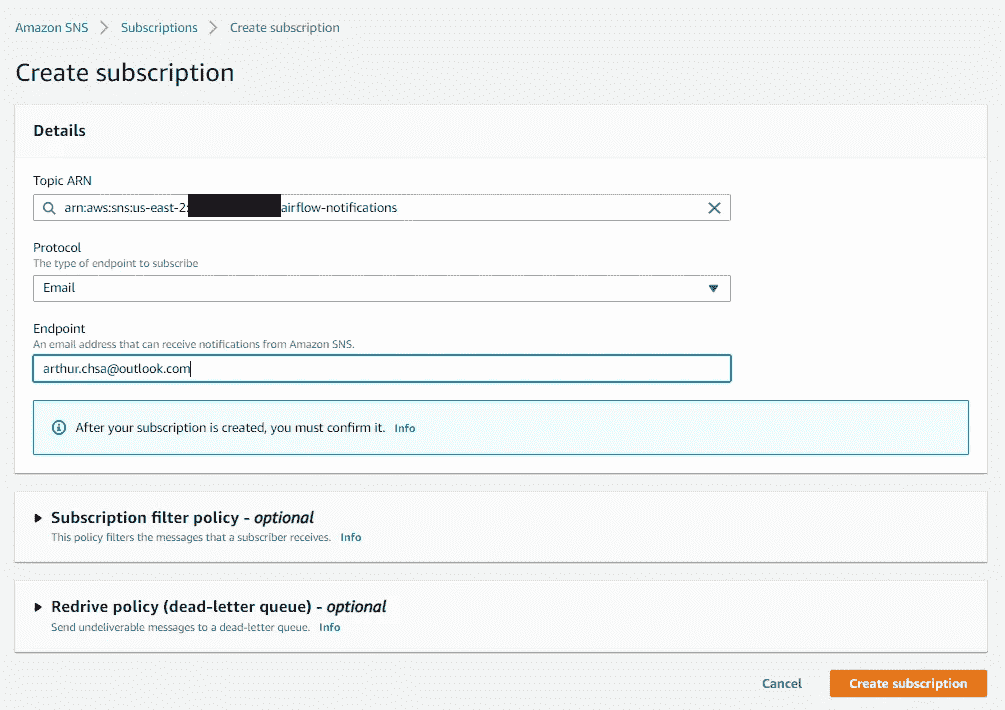 Amazon SNS > Subscriptions > Create subscription
Create subscription
Details
Topic ARN
arn:aws:sns:us-east-2: airflow-notifications
Protocol
The type of endpoint to subscribe
Email
Endpoint
An email address that can receive notifications from Amazon SNS.
arthur.chsa@outlook.com
After your subscription is created, you must confirm it. Info
Subscription filter policy - optional
This policy filters the messages that a subscriber receives. Info
Redrive policy (dead-letter queue) - optional
Send undeliverable messages to a dead-letter queue. Info
Cancel Create subscription